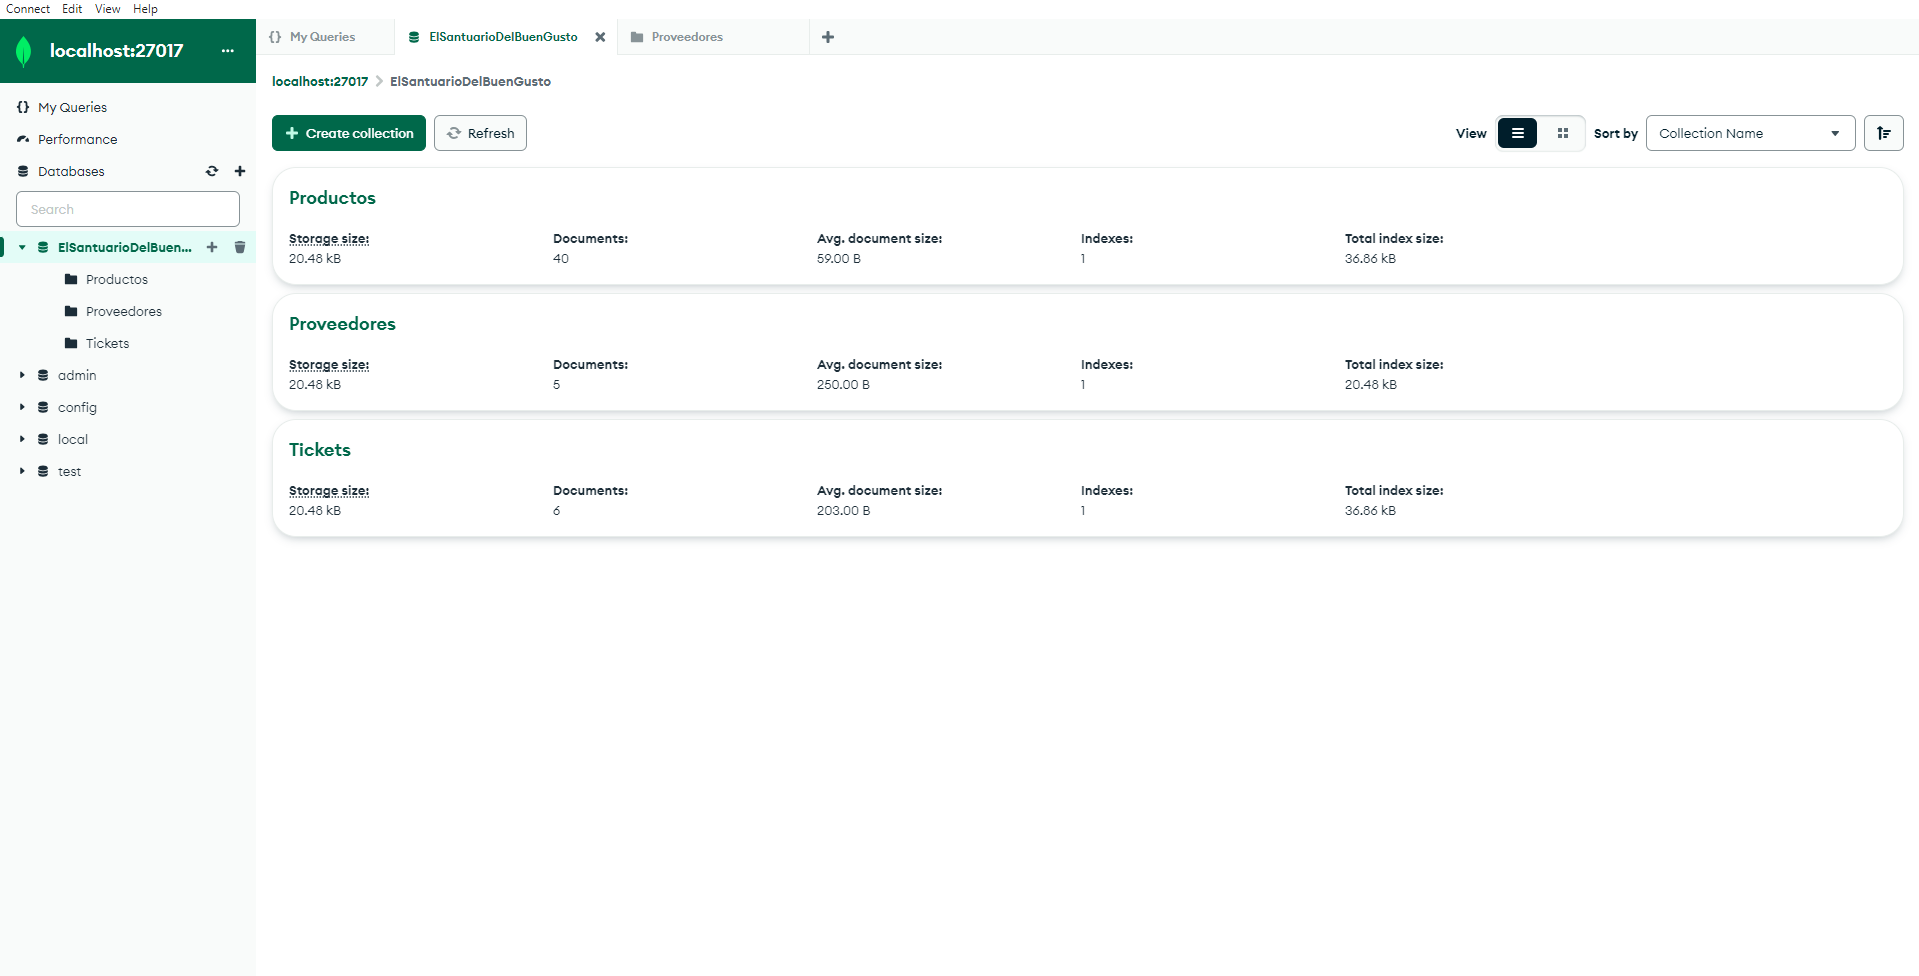 Connect Edit View Help
localhost:27017 ...
My Queries
Performance
Databases
Search
ElSantuarioDelBuen...
Productos
Proveedores
Tickets
admin
config
local
test
{} My Queries ElSantuarioDelBuenGusto Proveedores
localhost:27017 > ElSantuarioDelBuenGusto
+ Create collection Refresh View Sort by Collection Name
Productos
Storage size: Documents: Avg. document size: Indexes: Total index size:
20.48 kB 40 59.00 B 1 36.86 kB
Proveedores
Storage size: Documents: Avg. document size: Indexes: Total index size:
20.48 kB 5 250.00 B 1 20.48 kB
Tickets
Storage size: Documents: Avg. document size: Indexes: Total index size:
20.48 kB 6 203.00 B 1 36.86 kB